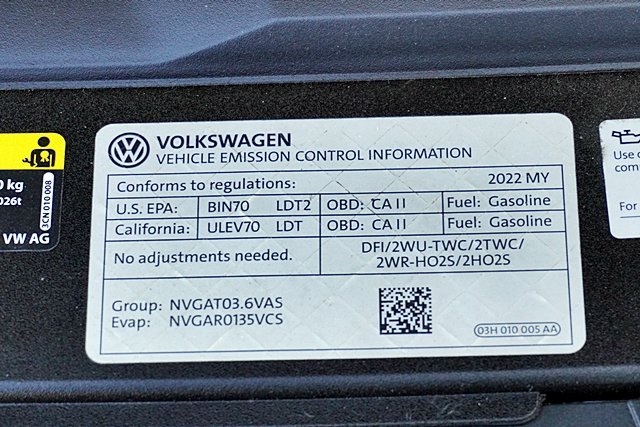 VOLKSWAGEN
VEHICLE EMISSION CONTROL INFORMATION
Conforms to regulations: 2022 MY
U.S. EPA: BIN70 LDT2 OBD: CA II Fuel: Gasoline
California: ULEV70 LDT OBD: CA II Fuel: Gasoline
No adjustments needed.
DFI/2WU-TWC/2TWC/
2WR-HO2S/2HO2S
Group: NVGAT03.6VAS
Evap: NVGAR0135VCS
03H 010 005 AA
kg
3CN 010 008
VW AG
Use
For